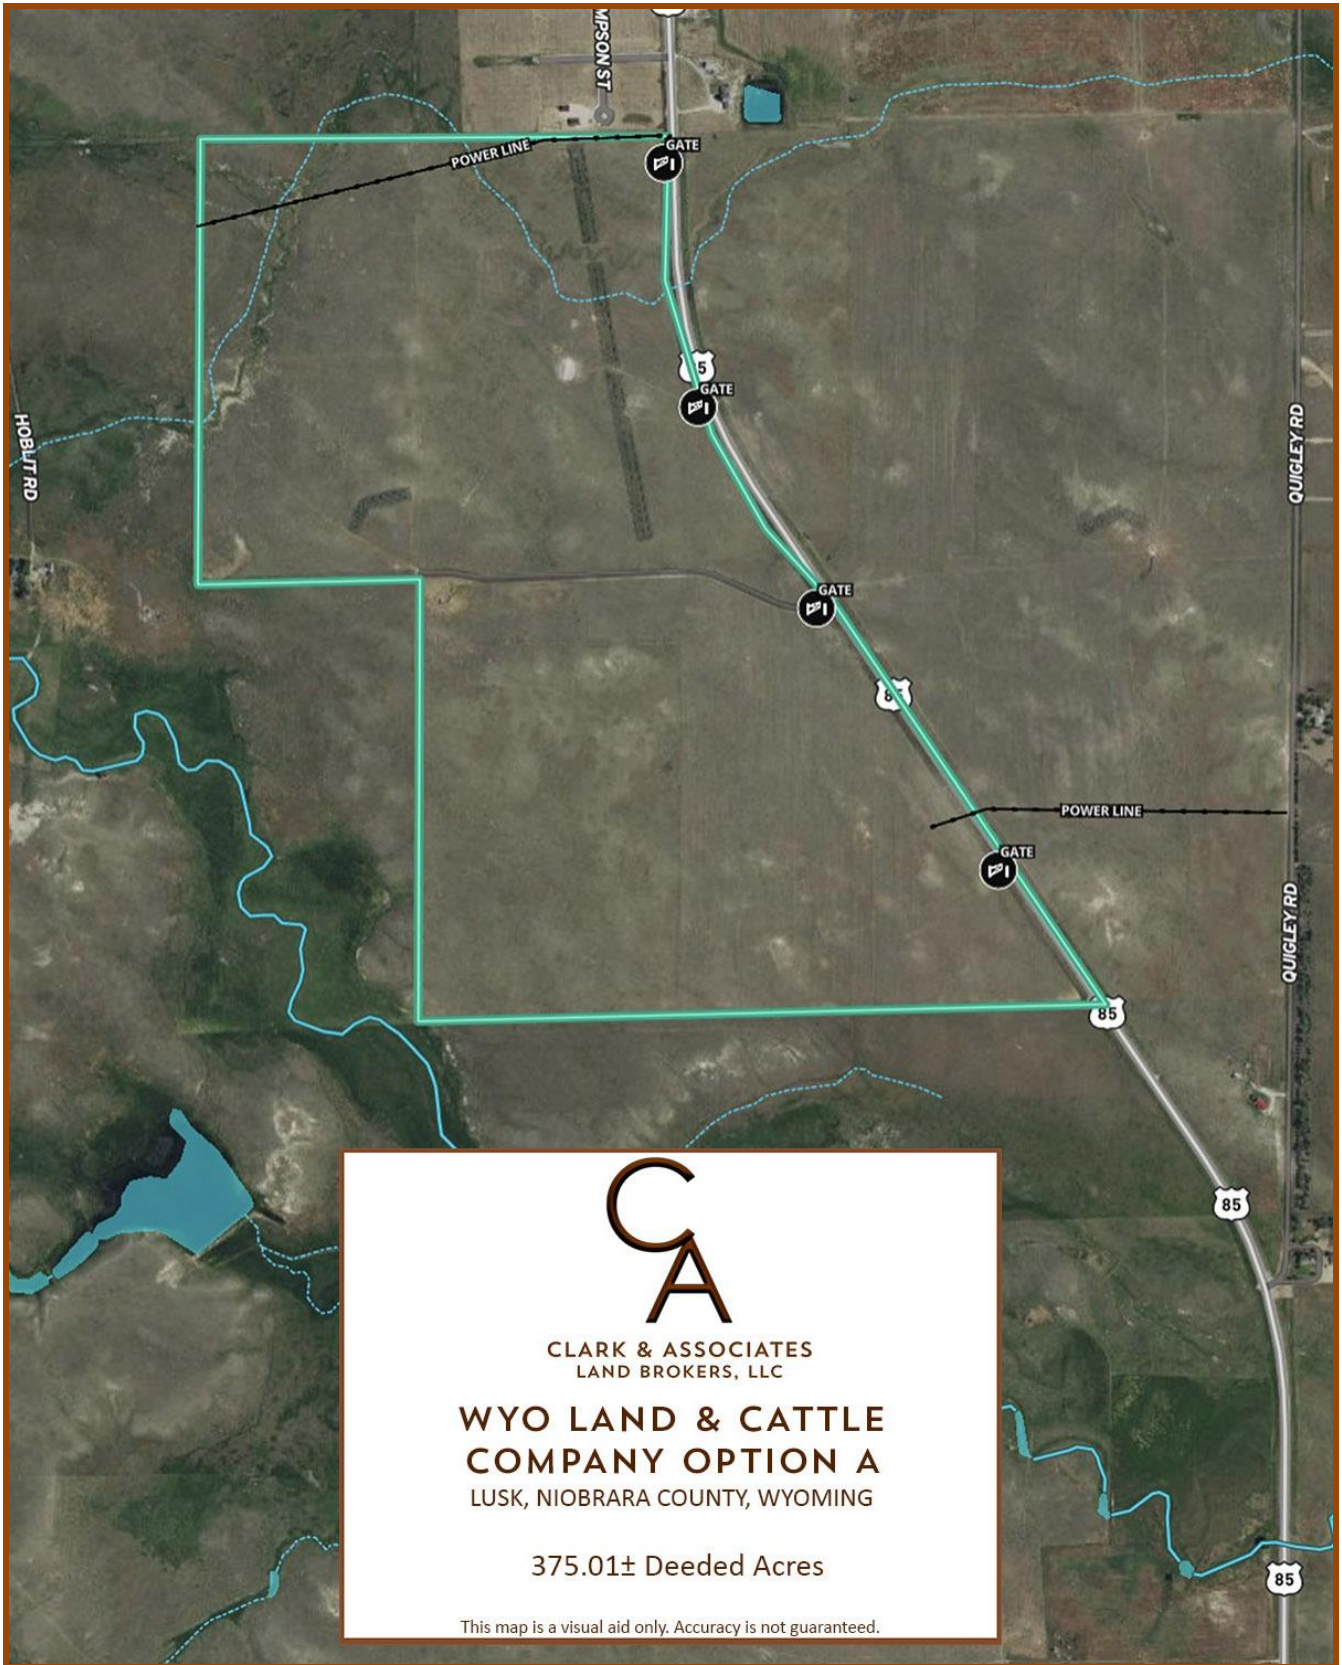 MPSON ST
GATE
POWER LINE
5
GATE
HOBLIT RD
QUIGLEY RD
GATE
POWER LINE
GATE
QUIGLEY RD
85
85
C
A
CLARK & ASSOCIATES
LAND BROKERS, LLC
WYO LAND & CATTLE
COMPANY OPTION A
LUSK, NIOBRARA COUNTY, WYOMING
375.01± Deeded Acres
This map is a visual aid only. Accuracy is not guaranteed.
85